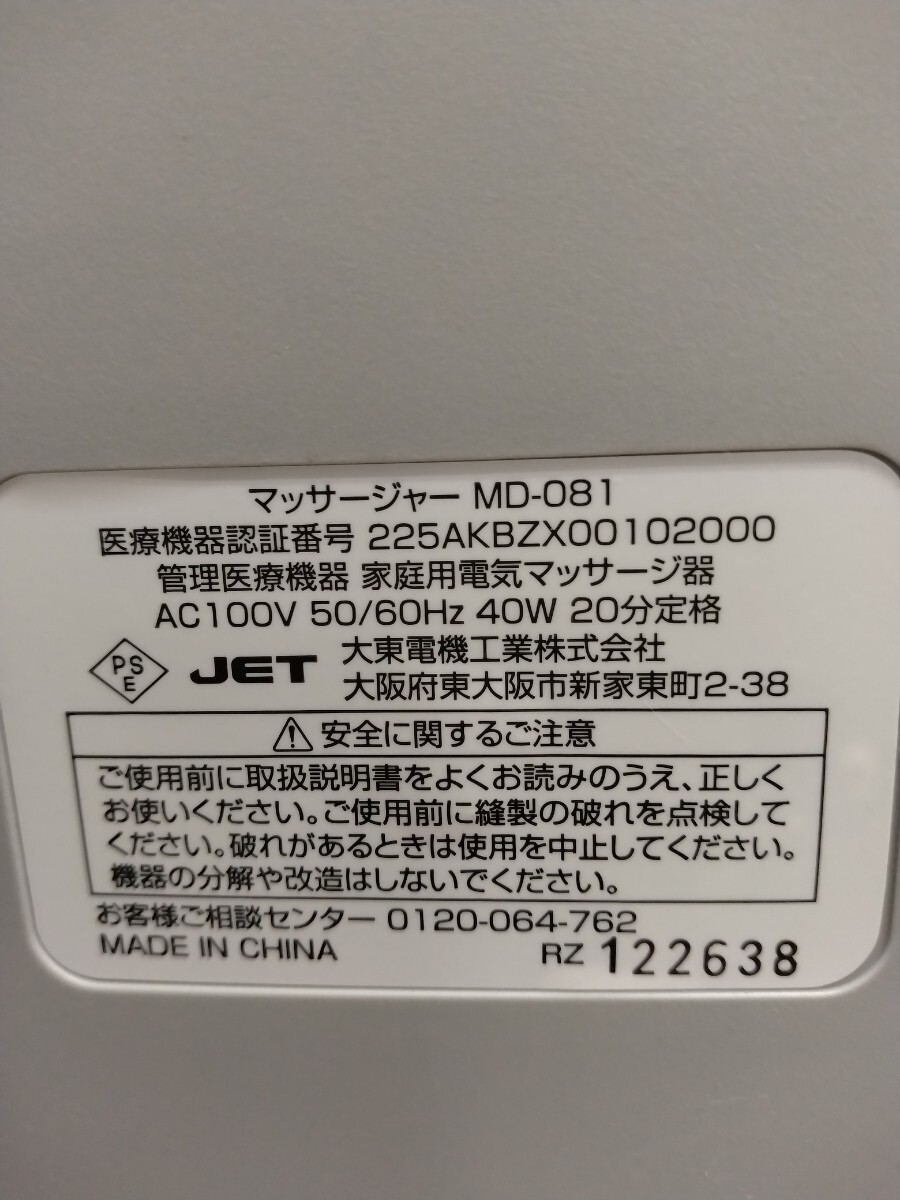 マッサージャー MD-081
医療機器認証番号 225AKBZX00102000
管理医療機器 家庭用電気マッサージ器
AC100V 50/60Hz 40W 20分定格
PS
E
JET
大東電機工業株式会社
大阪府東大阪市新家東町2-38
安全に関するご注意
ご使用前に取扱説明書をよくお読みのうえ、正しく
お使いください。ご使用前に縫製の破れを点検して
ください。破れがあるときは使用を中止してください。
機器の分解や改造はしないでください。
お客様ご相談センター 0120-064-762
MADE IN CHINA
RZ 122638